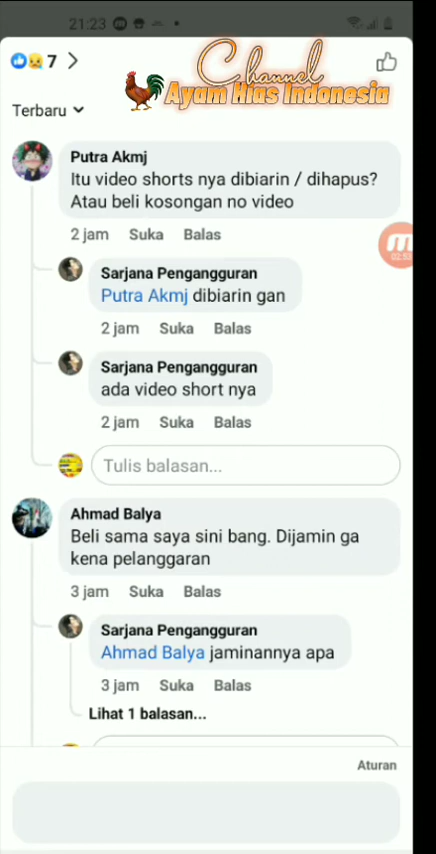 21:23
7
Channel
Ayam Hias Indonesia
Terbaru
Putra Akmj
Itu video shorts nya dibiarin / dihapus?
Atau beli kosongan no video
2 jam Suka Balas
02:53
Sarjana Pengangguran
Putra Akmj dibiarin gan
2 jam Suka Balas
Sarjana Pengangguran
ada video short nya
2 jam Suka Balas
Tulis balasan...
Ahmad Balya
Beli sama saya sini bang. Dijamin ga
kena pelanggaran
3 jam Suka Balas
Sarjana Pengangguran
Ahmad Balya jaminannya apa
3 jam Suka Balas
Lihat 1 balasan...
Aturan